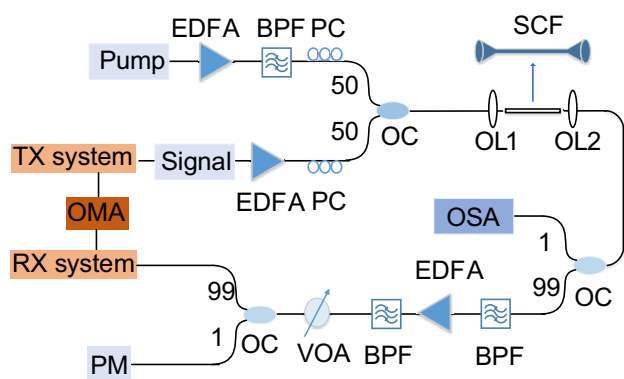 EDFA BPF PC
Pump
50
SCF
50
OC
OL1 OL2
TX system
Signal
EDFA PC
OMA
OSA
1
RX system
EDFA
99
OC
99
1
OC
VOA
BPF
BPF
PM